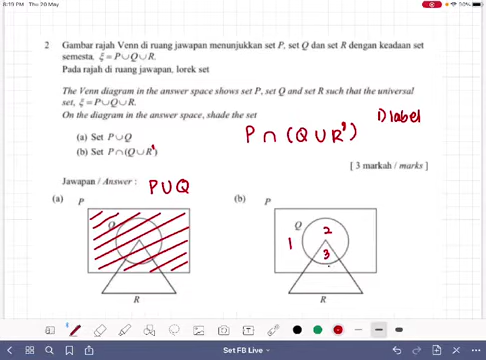 8:19 PM Thu 20 May
50%
2 Gambar rajah Venn di ruang jawapan menunjukkan set P, set Q dan set R dengan keadaan set
semesta, ξ = P∪Q∪R.
Pada rajah di ruang jawapan, lorek set
The Venn diagram in the answer space shows set P, set Q and set R such that the universal
set, ξ = P∪Q∪R.
On the diagram in the answer space, shade the set
(a) Set P∪Q
(b) Set P∩(Q∪R')
P∩(Q∪R')
① label
[ 3 markah / marks ]
Jawapan / Answer :
P∪Q
(a) P
Q
R
(b) P
Q
1
2
3
R
Set FB Live